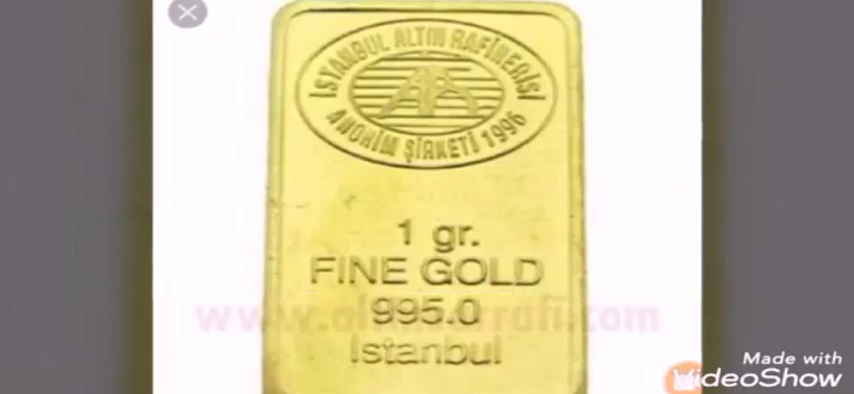 İSTANBUL ALTIN RAFİNERİSİ
ANONİM ŞİRKETİ 1996
1 gr.
FINE GOLD
995.0
Istanbul
Made with
VideoShow